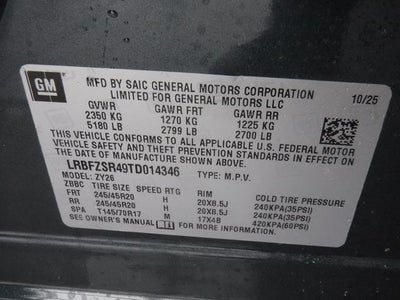 GM
MFD BY SAIC GENERAL MOTORS CORPORATION
LIMITED FOR GENERAL MOTORS LLC
10/25
GVWR GAWR FRT GAWR RR
2350 KG 1270 KG 1225 KG
5180 LB 2799 LB 2700 LB
THIS VEHICLE CONFORMS TO ALL APPLICABLE U.S. FEDERAL MOTOR
VEHICLE SAFETY AND THEFT PREVENTION STANDARDS IN EFFECT
ON THE DATE OF MANUFACTURE SHOWN ABOVE.
LRBFZSR49TD014346 TYPE: M.P.V.
MODEL: ZY26
ZBBC TIRE SIZE SPEED RTG RIM COLD TIRE PRESSURE
FRT 245/45R20 H 20X8.5J 240KPA(35PSI)
RR 245/45R20 H 20X8.5J 240KPA(35PSI)
SPA T145/70R17 M 17X4B 420KPA(60PSI)
SEE OWNER'S MANUAL